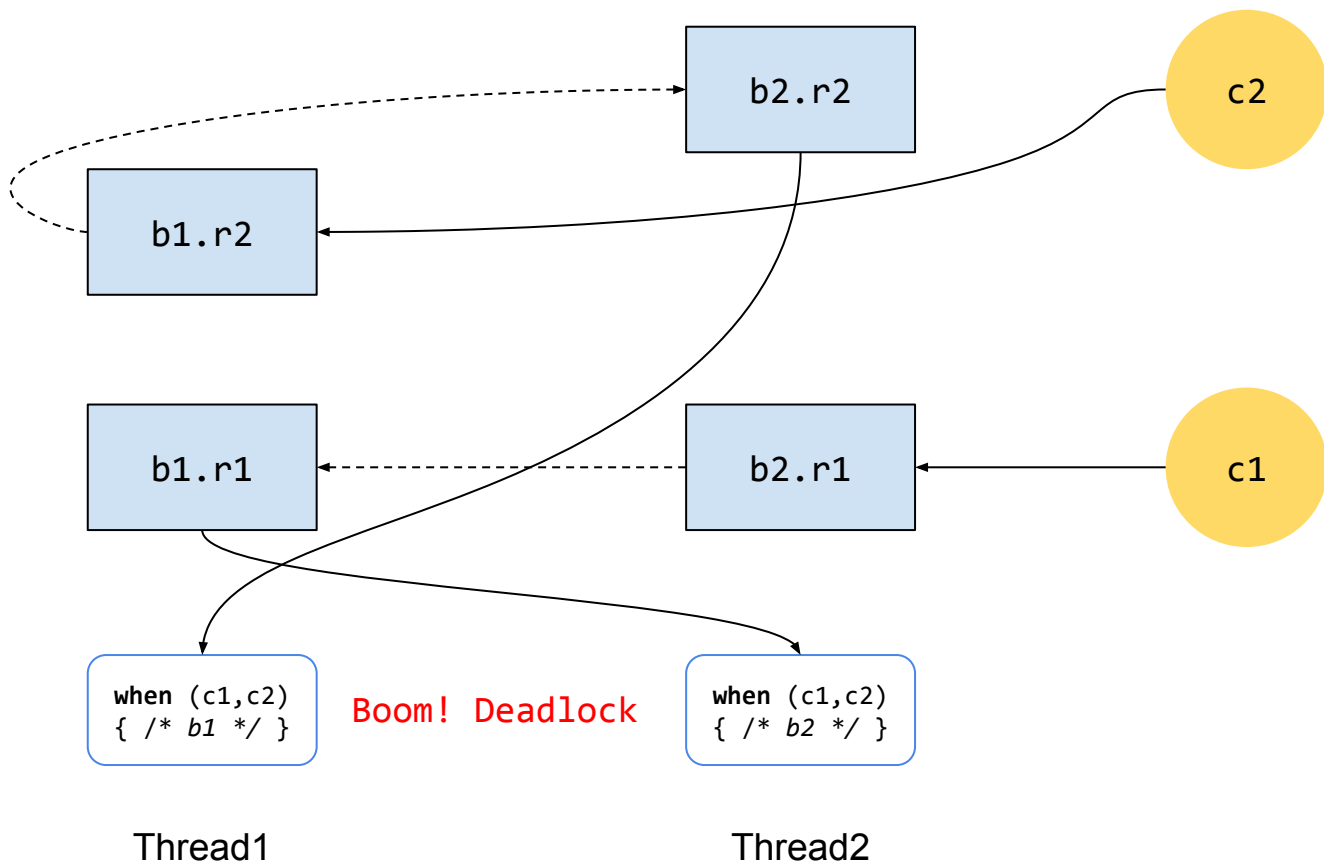 b2.r2
c2
b1.r2
b1.r1
b2.r1
c1
when (c1,c2)
{ /* b1 */ }
Boom! Deadlock
when (c1,c2)
{ /* b2 */ }
Thread1
Thread2